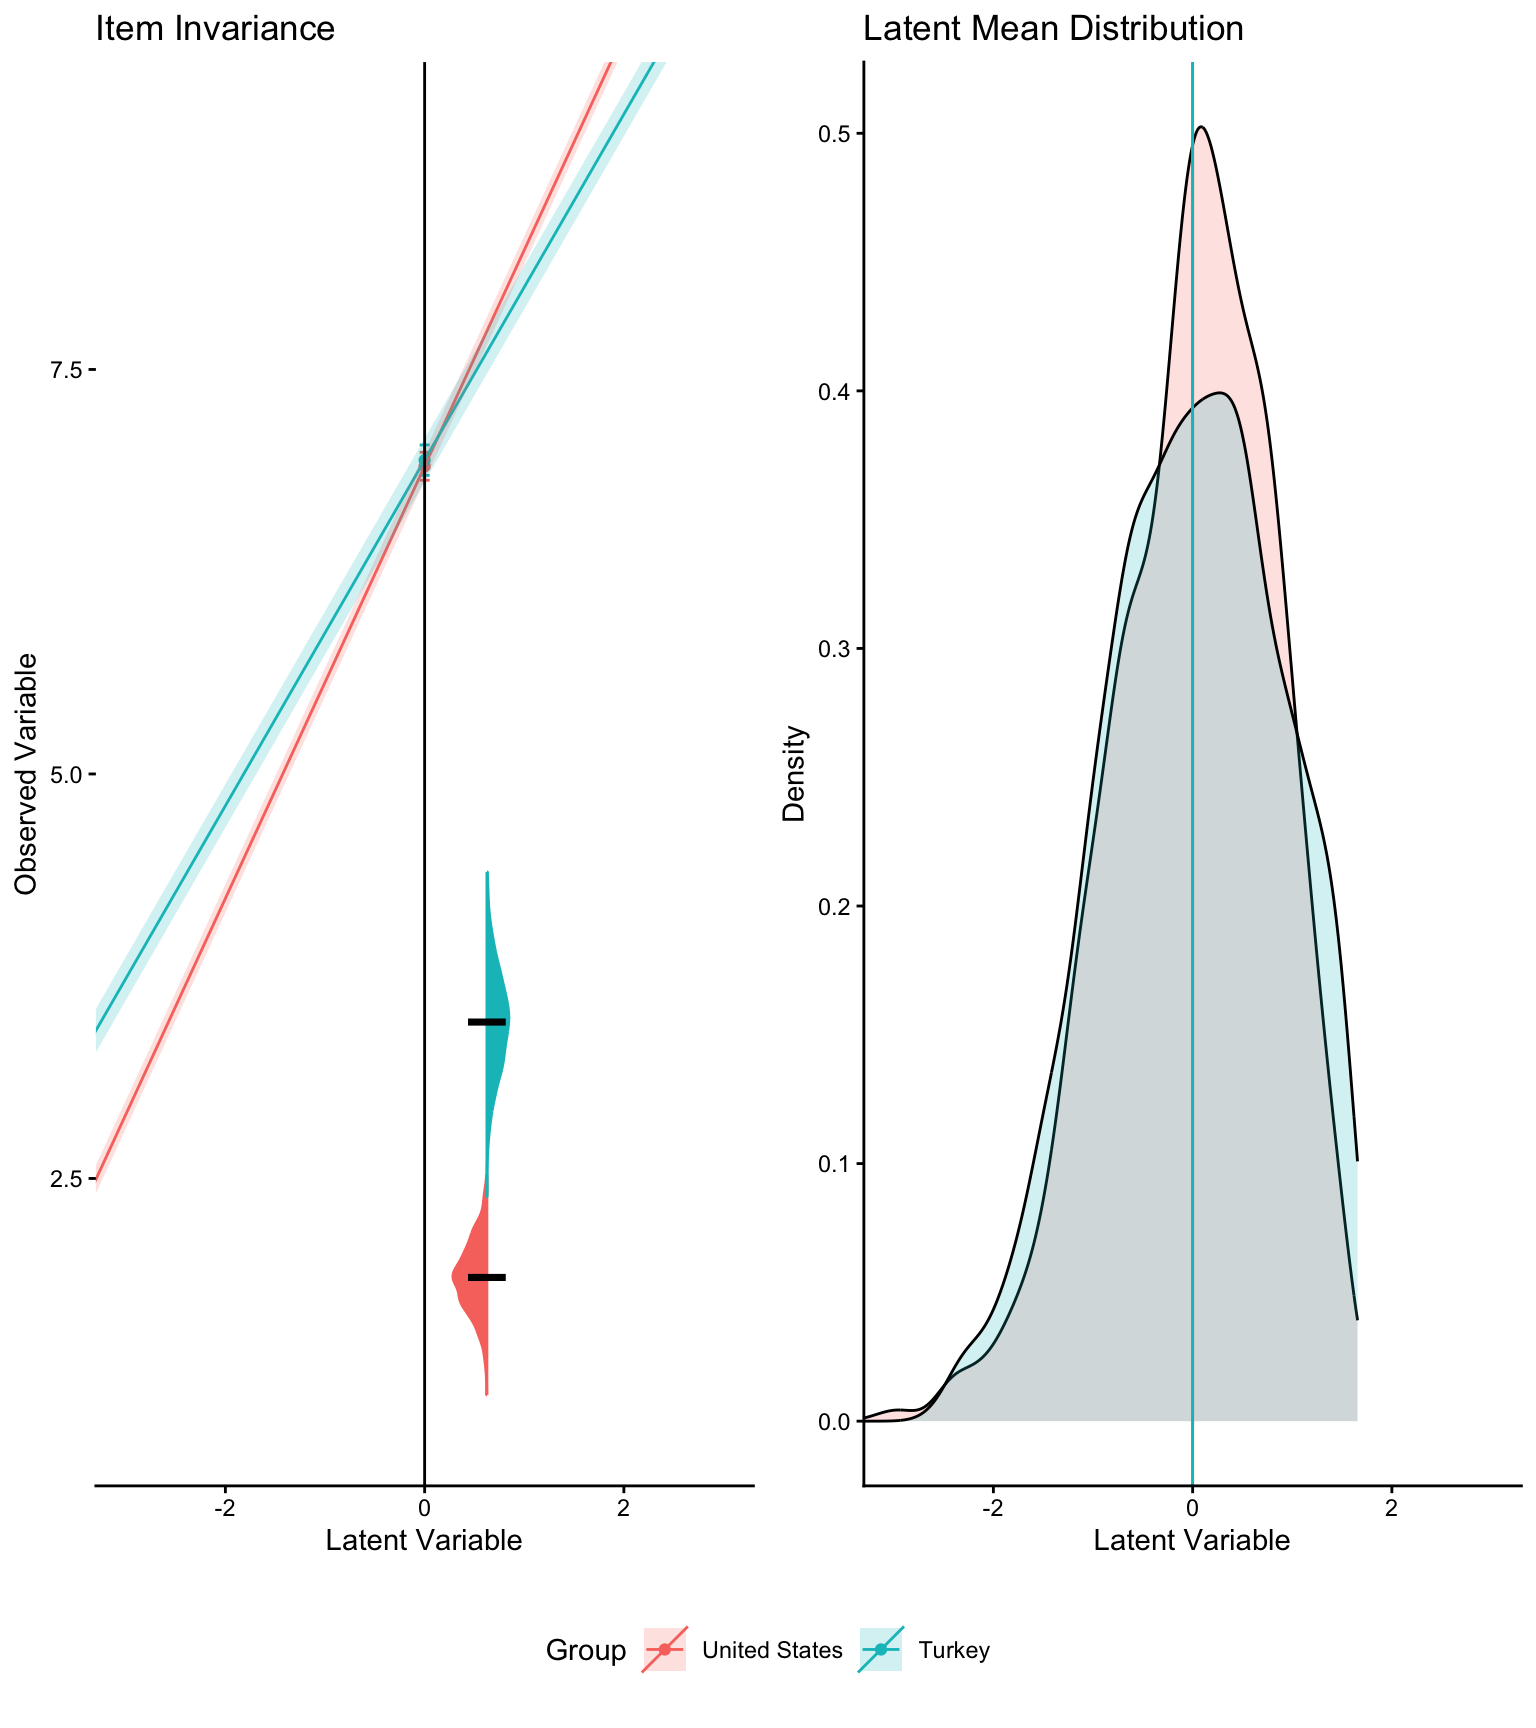 Item Invariance
Observed Variable
7.5
5.0
2.5
-2 0 2
Latent Variable
Latent Mean Distribution
Density
0.5
0.4
0.3
0.2
0.1
0.0
-2 0 2
Latent Variable
Group United States Turkey